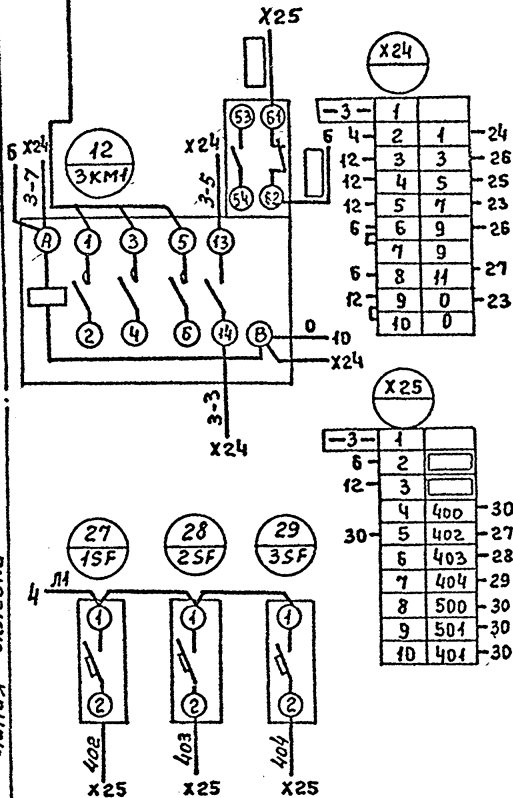 X25
X24
12
3КМ1
X24
Б
X24
3-7
3-5
53
61
54
62
6
A
1
3
5
13
2
4
6
14
B
0
10
X24
3-3
X24
-3- 1
4 2 1 24
12 3 3 26
12 4 5 25
12 5 7 23
6 6 9 26
7 9
6 8 11 27
12 9 0 23
10 0
X25
-3- 1
6 2
12 3
4 400 30
30 5 402 27
6 403 28
7 404 29
8 500 30
9 501 30
10 401 30
27
1SF
28
2SF
29
3SF
4
Л1
1
1
1
2
2
2
402
403
404
X25
X25
X25